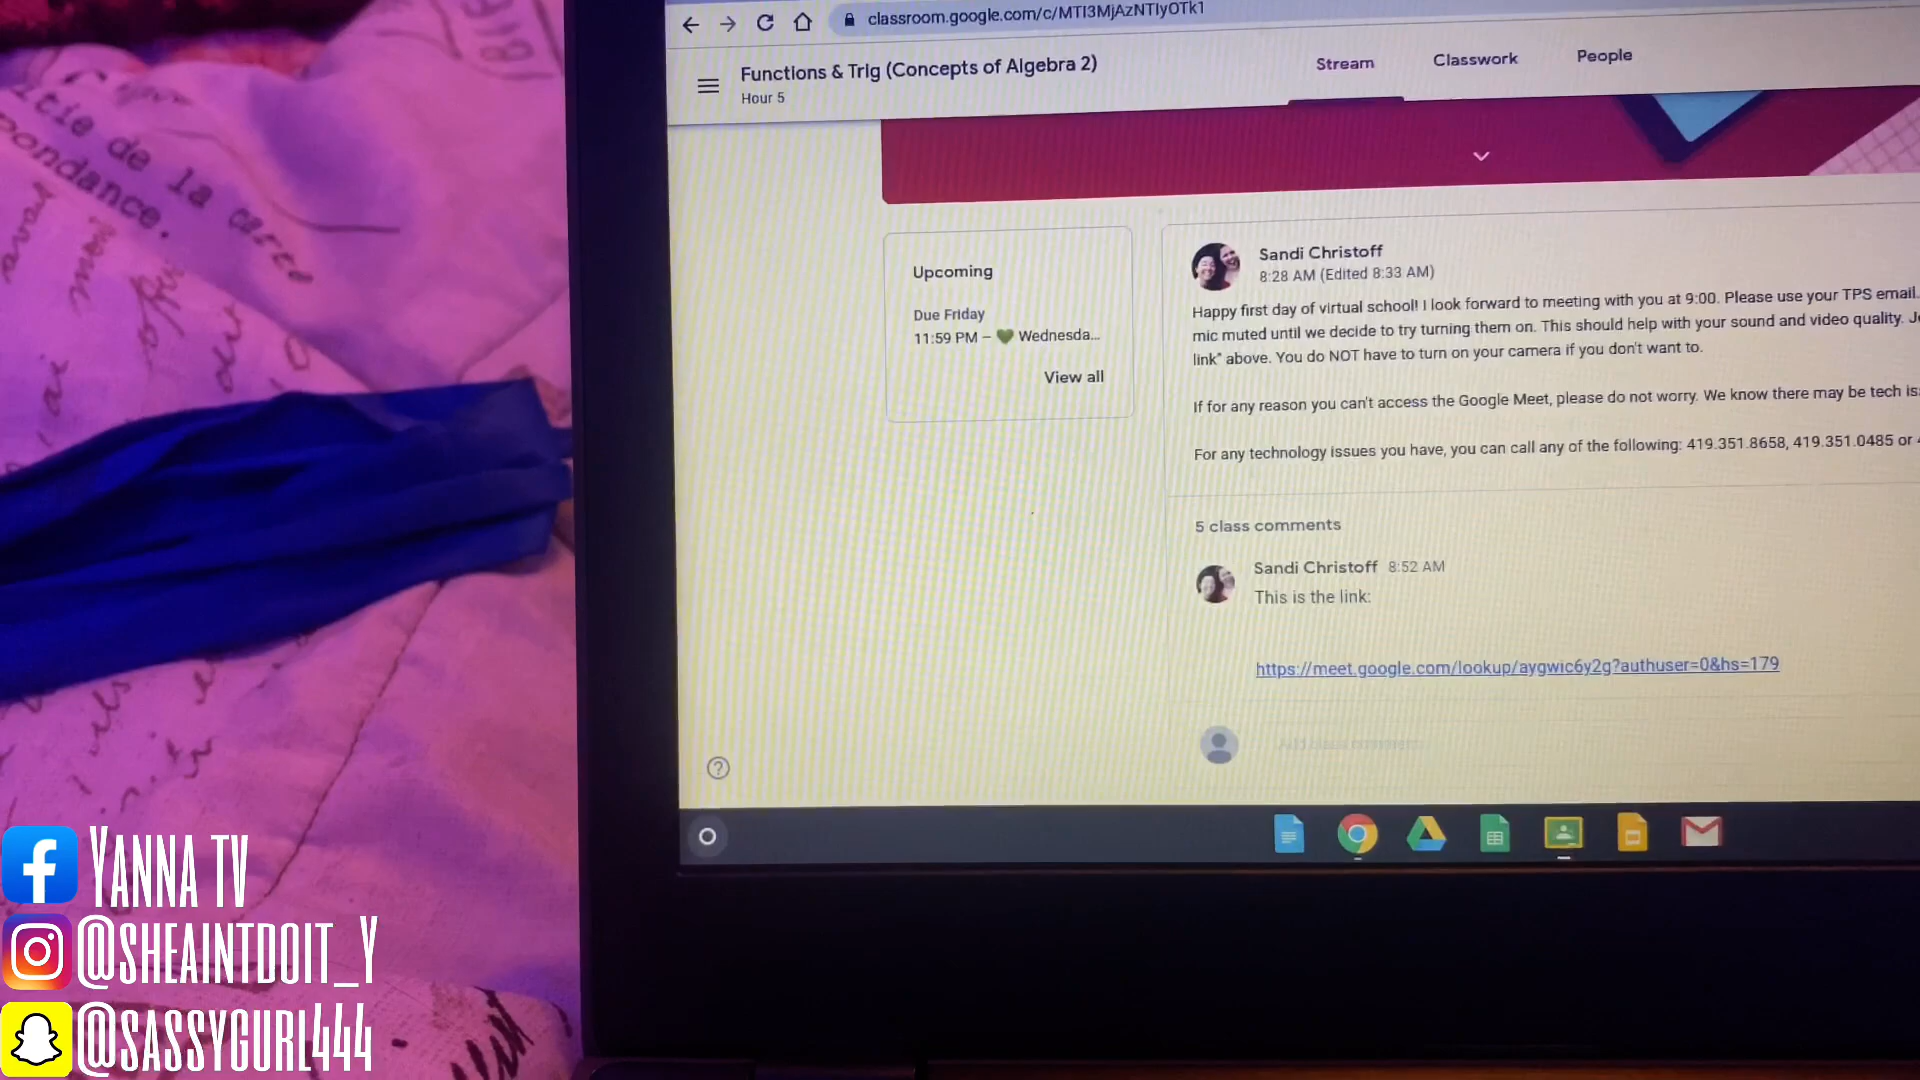 classroom.google.com/c/MTI3MjAzNTIyOTk1
Functions & Trig (Concepts of Algebra 2)
Hour 5
Stream
Classwork
People
Upcoming
Due Friday
11:59 PM – 💚 Wednesda...
View all
Sandi Christoff
8:28 AM (Edited 8:33 AM)
Happy first day of virtual school! I look forward to meeting with you at 9:00. Please use your TPS email.
mic muted until we decide to try turning them on. This should help with your sound and video quality.
link" above. You do NOT have to turn on your camera if you don't want to.
If for any reason you can't access the Google Meet, please do not worry. We know there may be tech
For any technology issues you have, you can call any of the following: 419.351.8658, 419.351.0485 or
5 class comments
Sandi Christoff 8:52 AM
This is the link:
https://meet.google.com/lookup/aygwic6y2g?authuser=0&hs=179
Add class comment
tie de la carte
pondance.
YANNA TV
@SHEAINTDOIT_Y
@SASSYGURL444